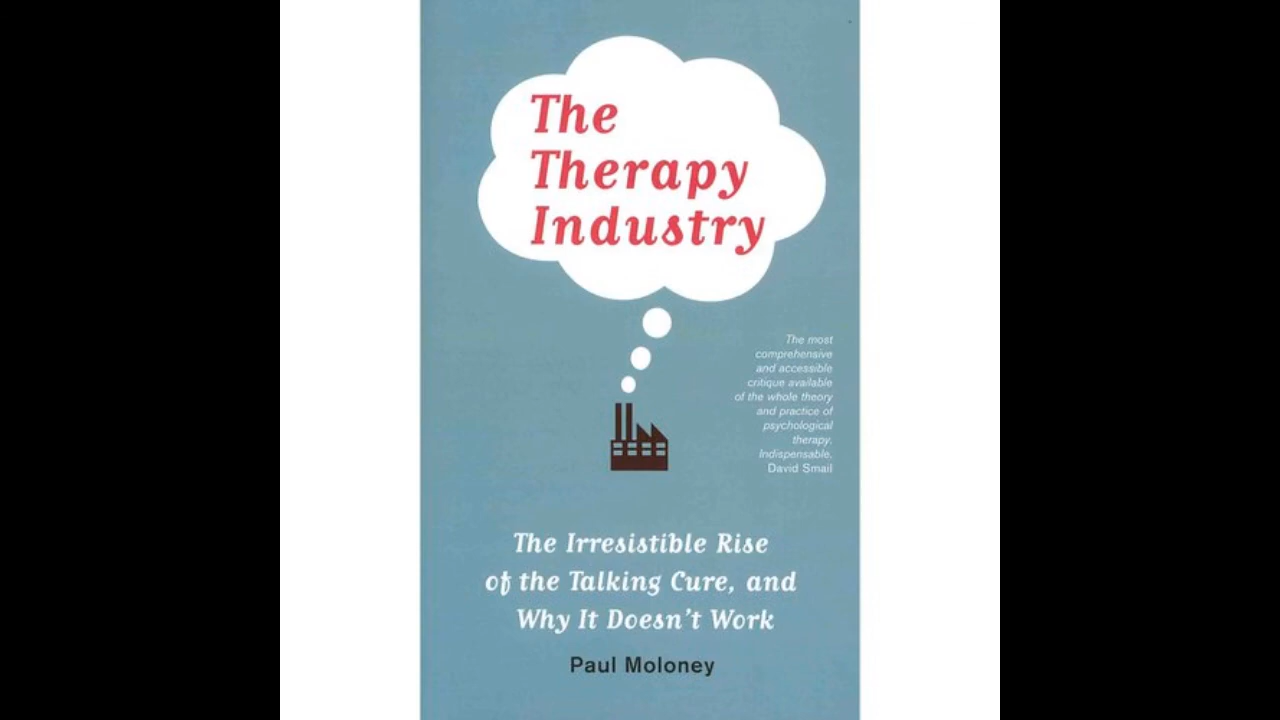 The
Therapy
Industry
The most
comprehensive
and accessible
critique available
of the whole theory
and practice of
psychological
therapy.
Indispensable.
David Smail
The Irresistible Rise
of the Talking Cure, and
Why It Doesn't Work
Paul Moloney